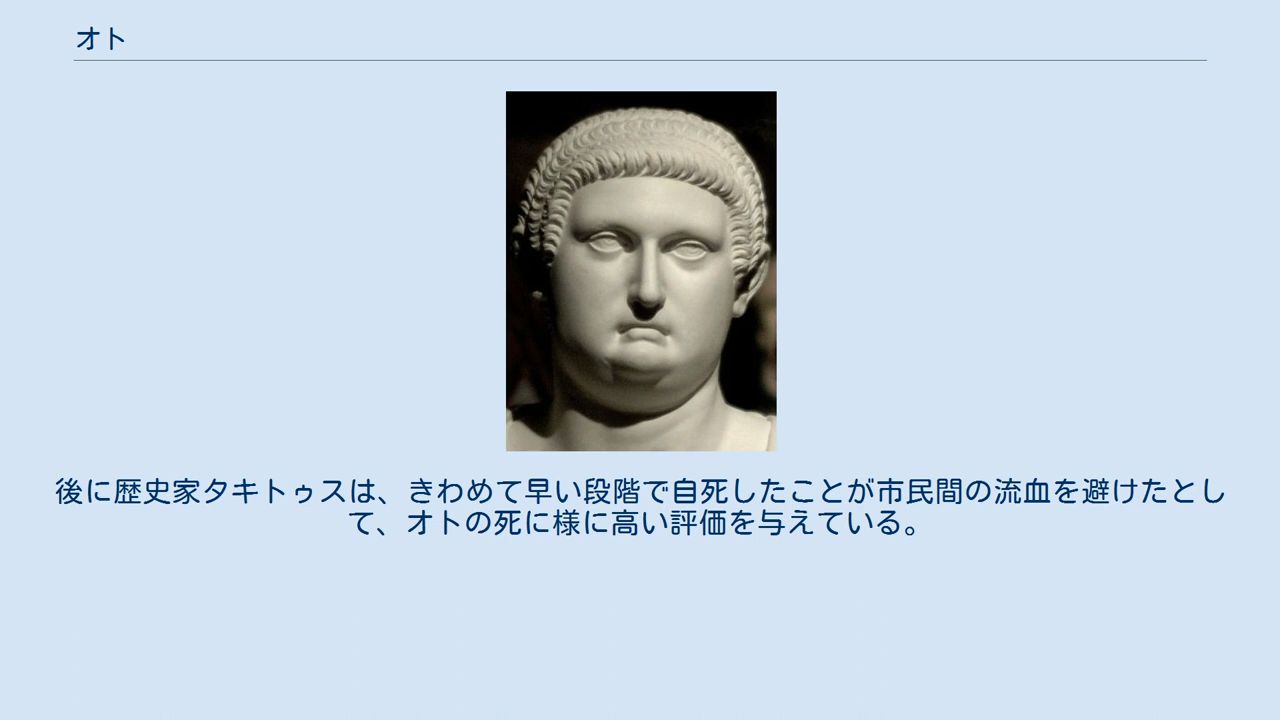 オト
後に歴史家タキトゥスは、きわめて早い段階で自死したことが市民間の流血を避けたとし
て、オトの死に様に高い評価を与えている。